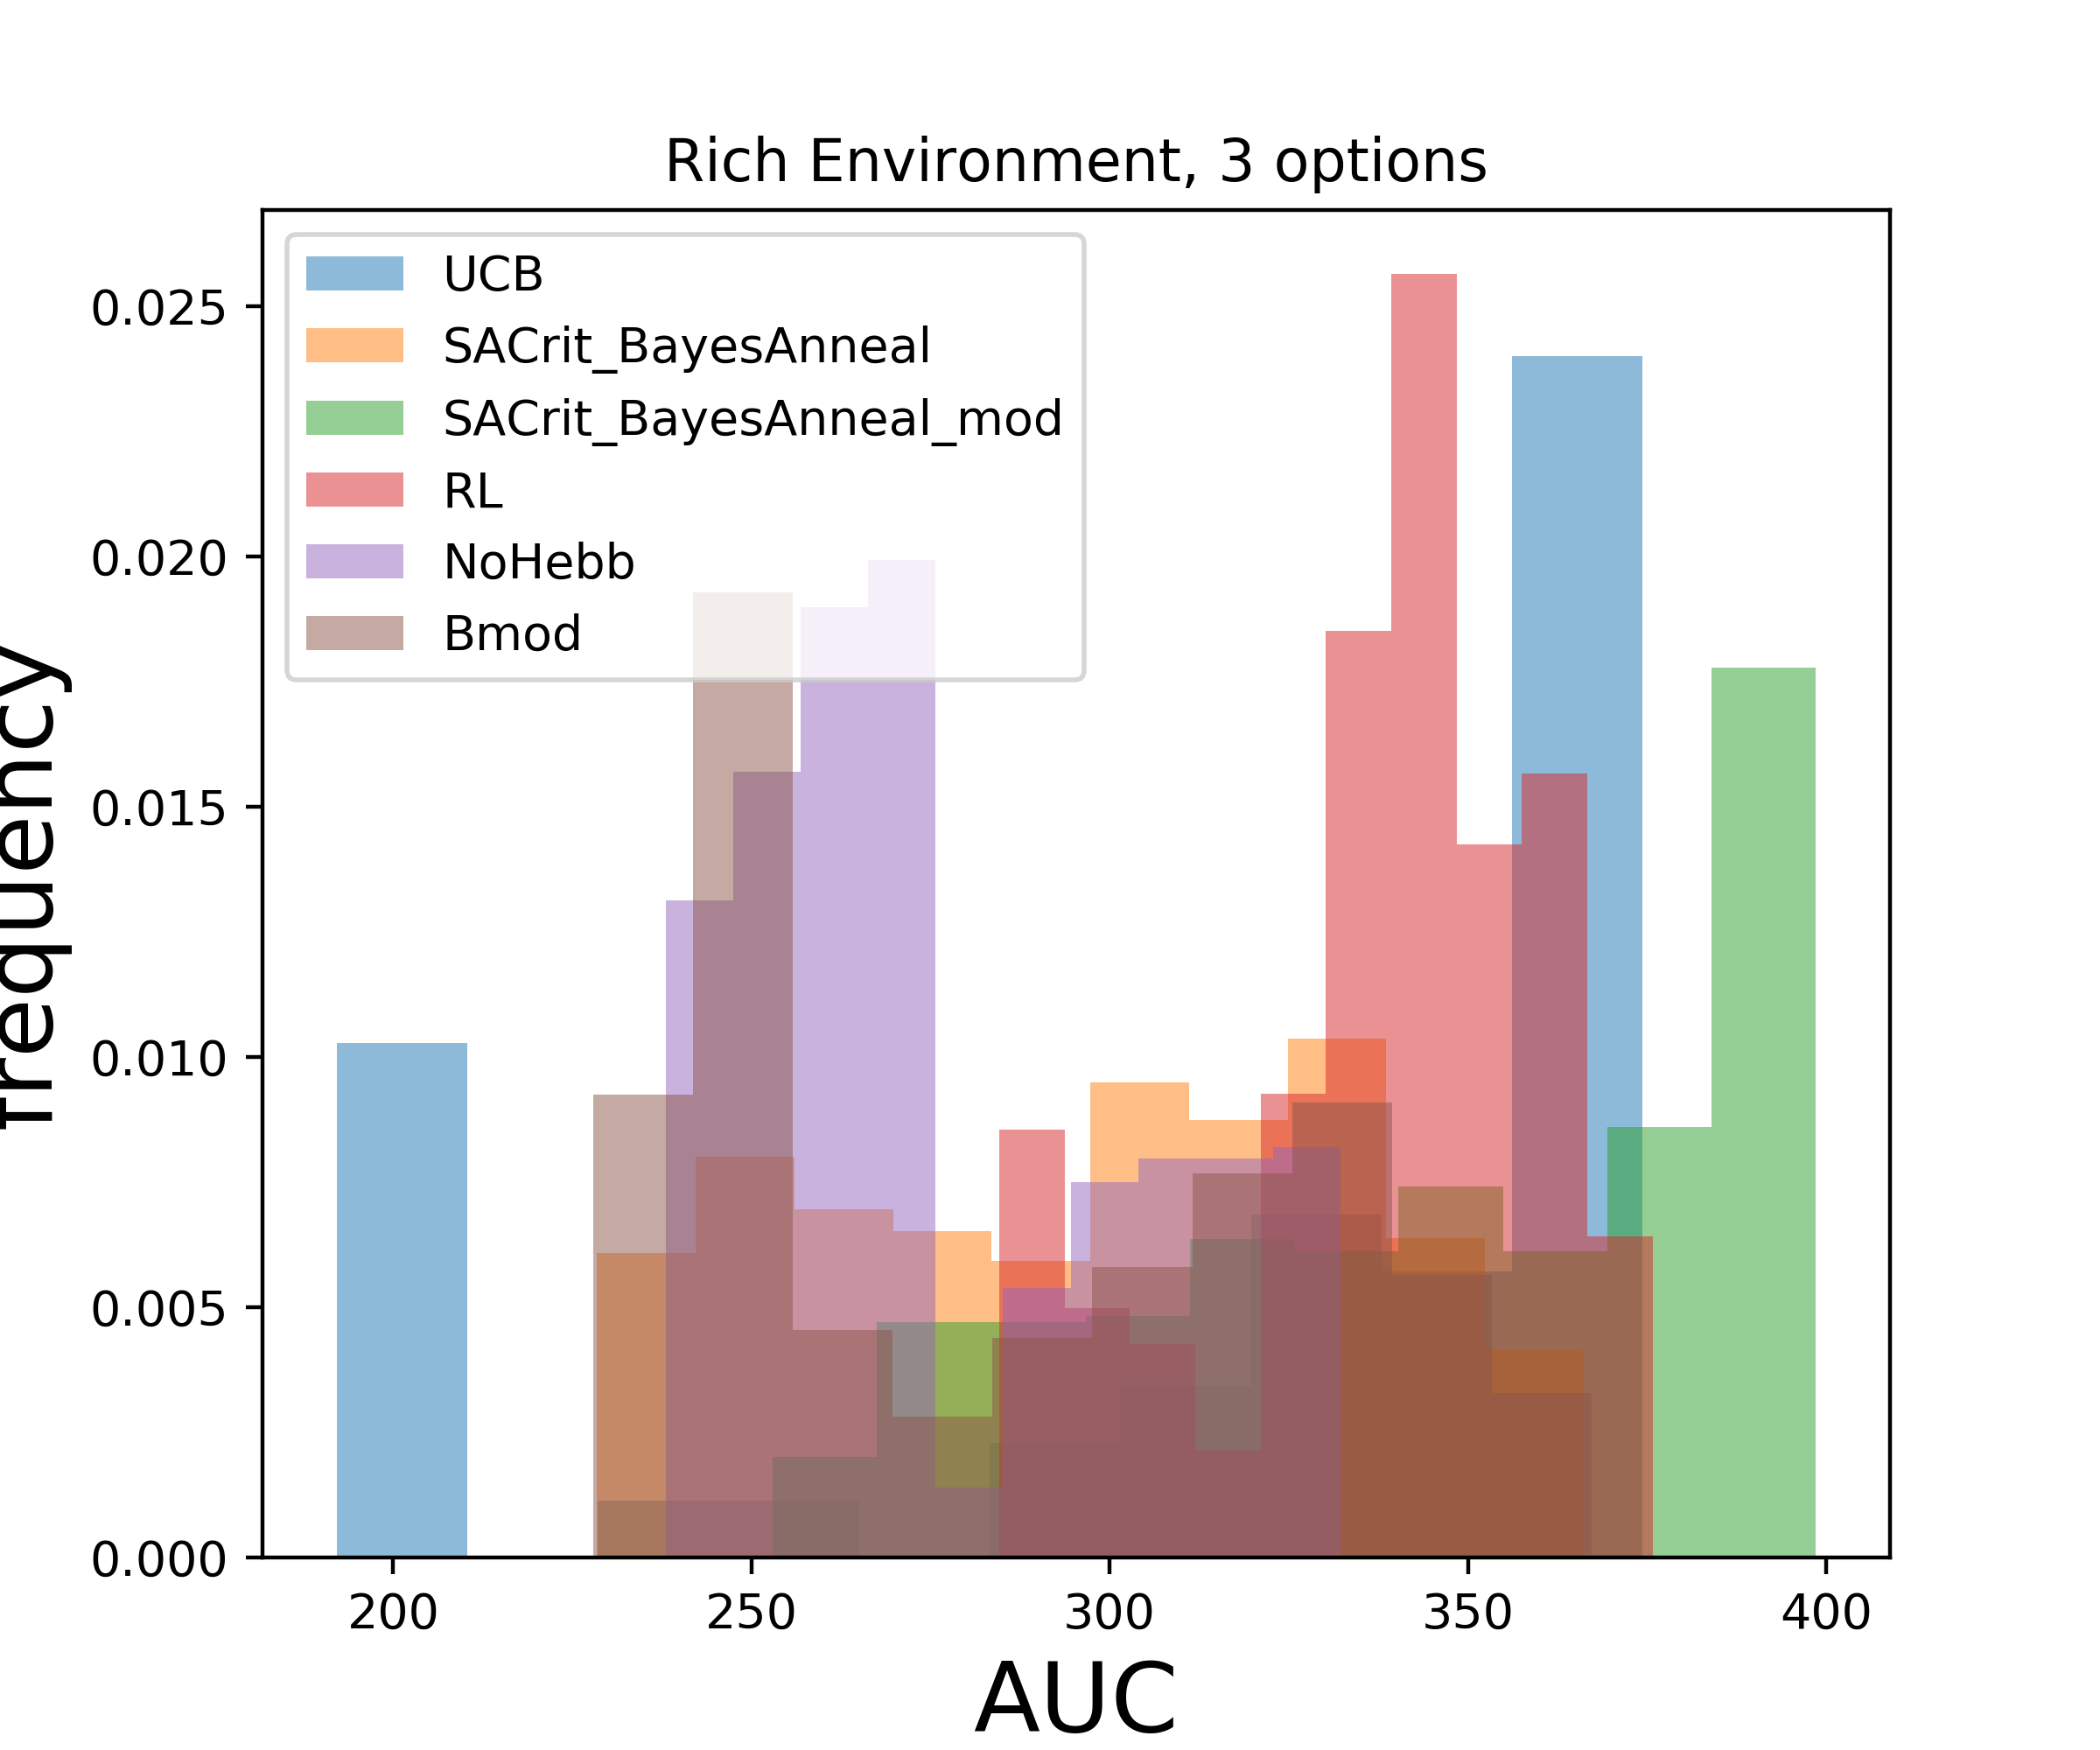 Rich Environment, 3 options
UCB
SACrit_BayesAnneal
SACrit_BayesAnneal_mod
RL
NoHebb
Bmod
frequency
0.025
0.020
0.015
0.010
0.005
0.000
200 250 300 350 400
AUC